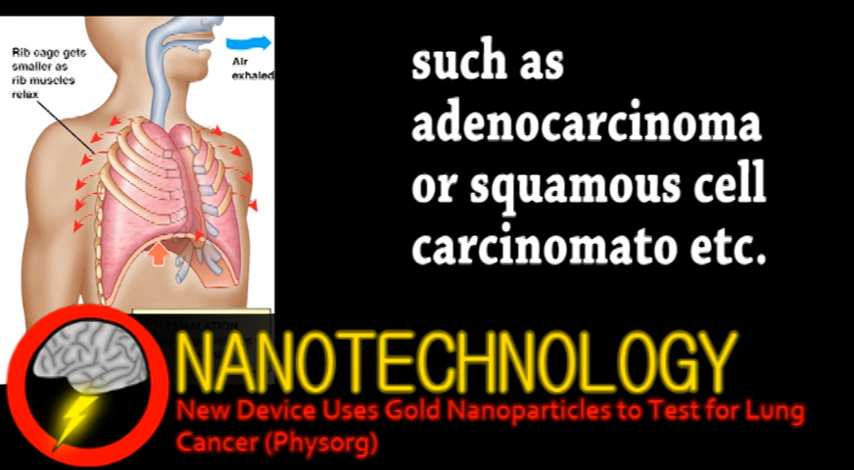 Rib cage gets
smaller as
rib muscles
relax
Air
exhaled
such as
adenocarcinoma
or squamous cell
carcinomato etc.
EXHALATION
NANOTECHNOLOGY
New Device Uses Gold Nanoparticles to Test for Lung
Cancer (Physorg)